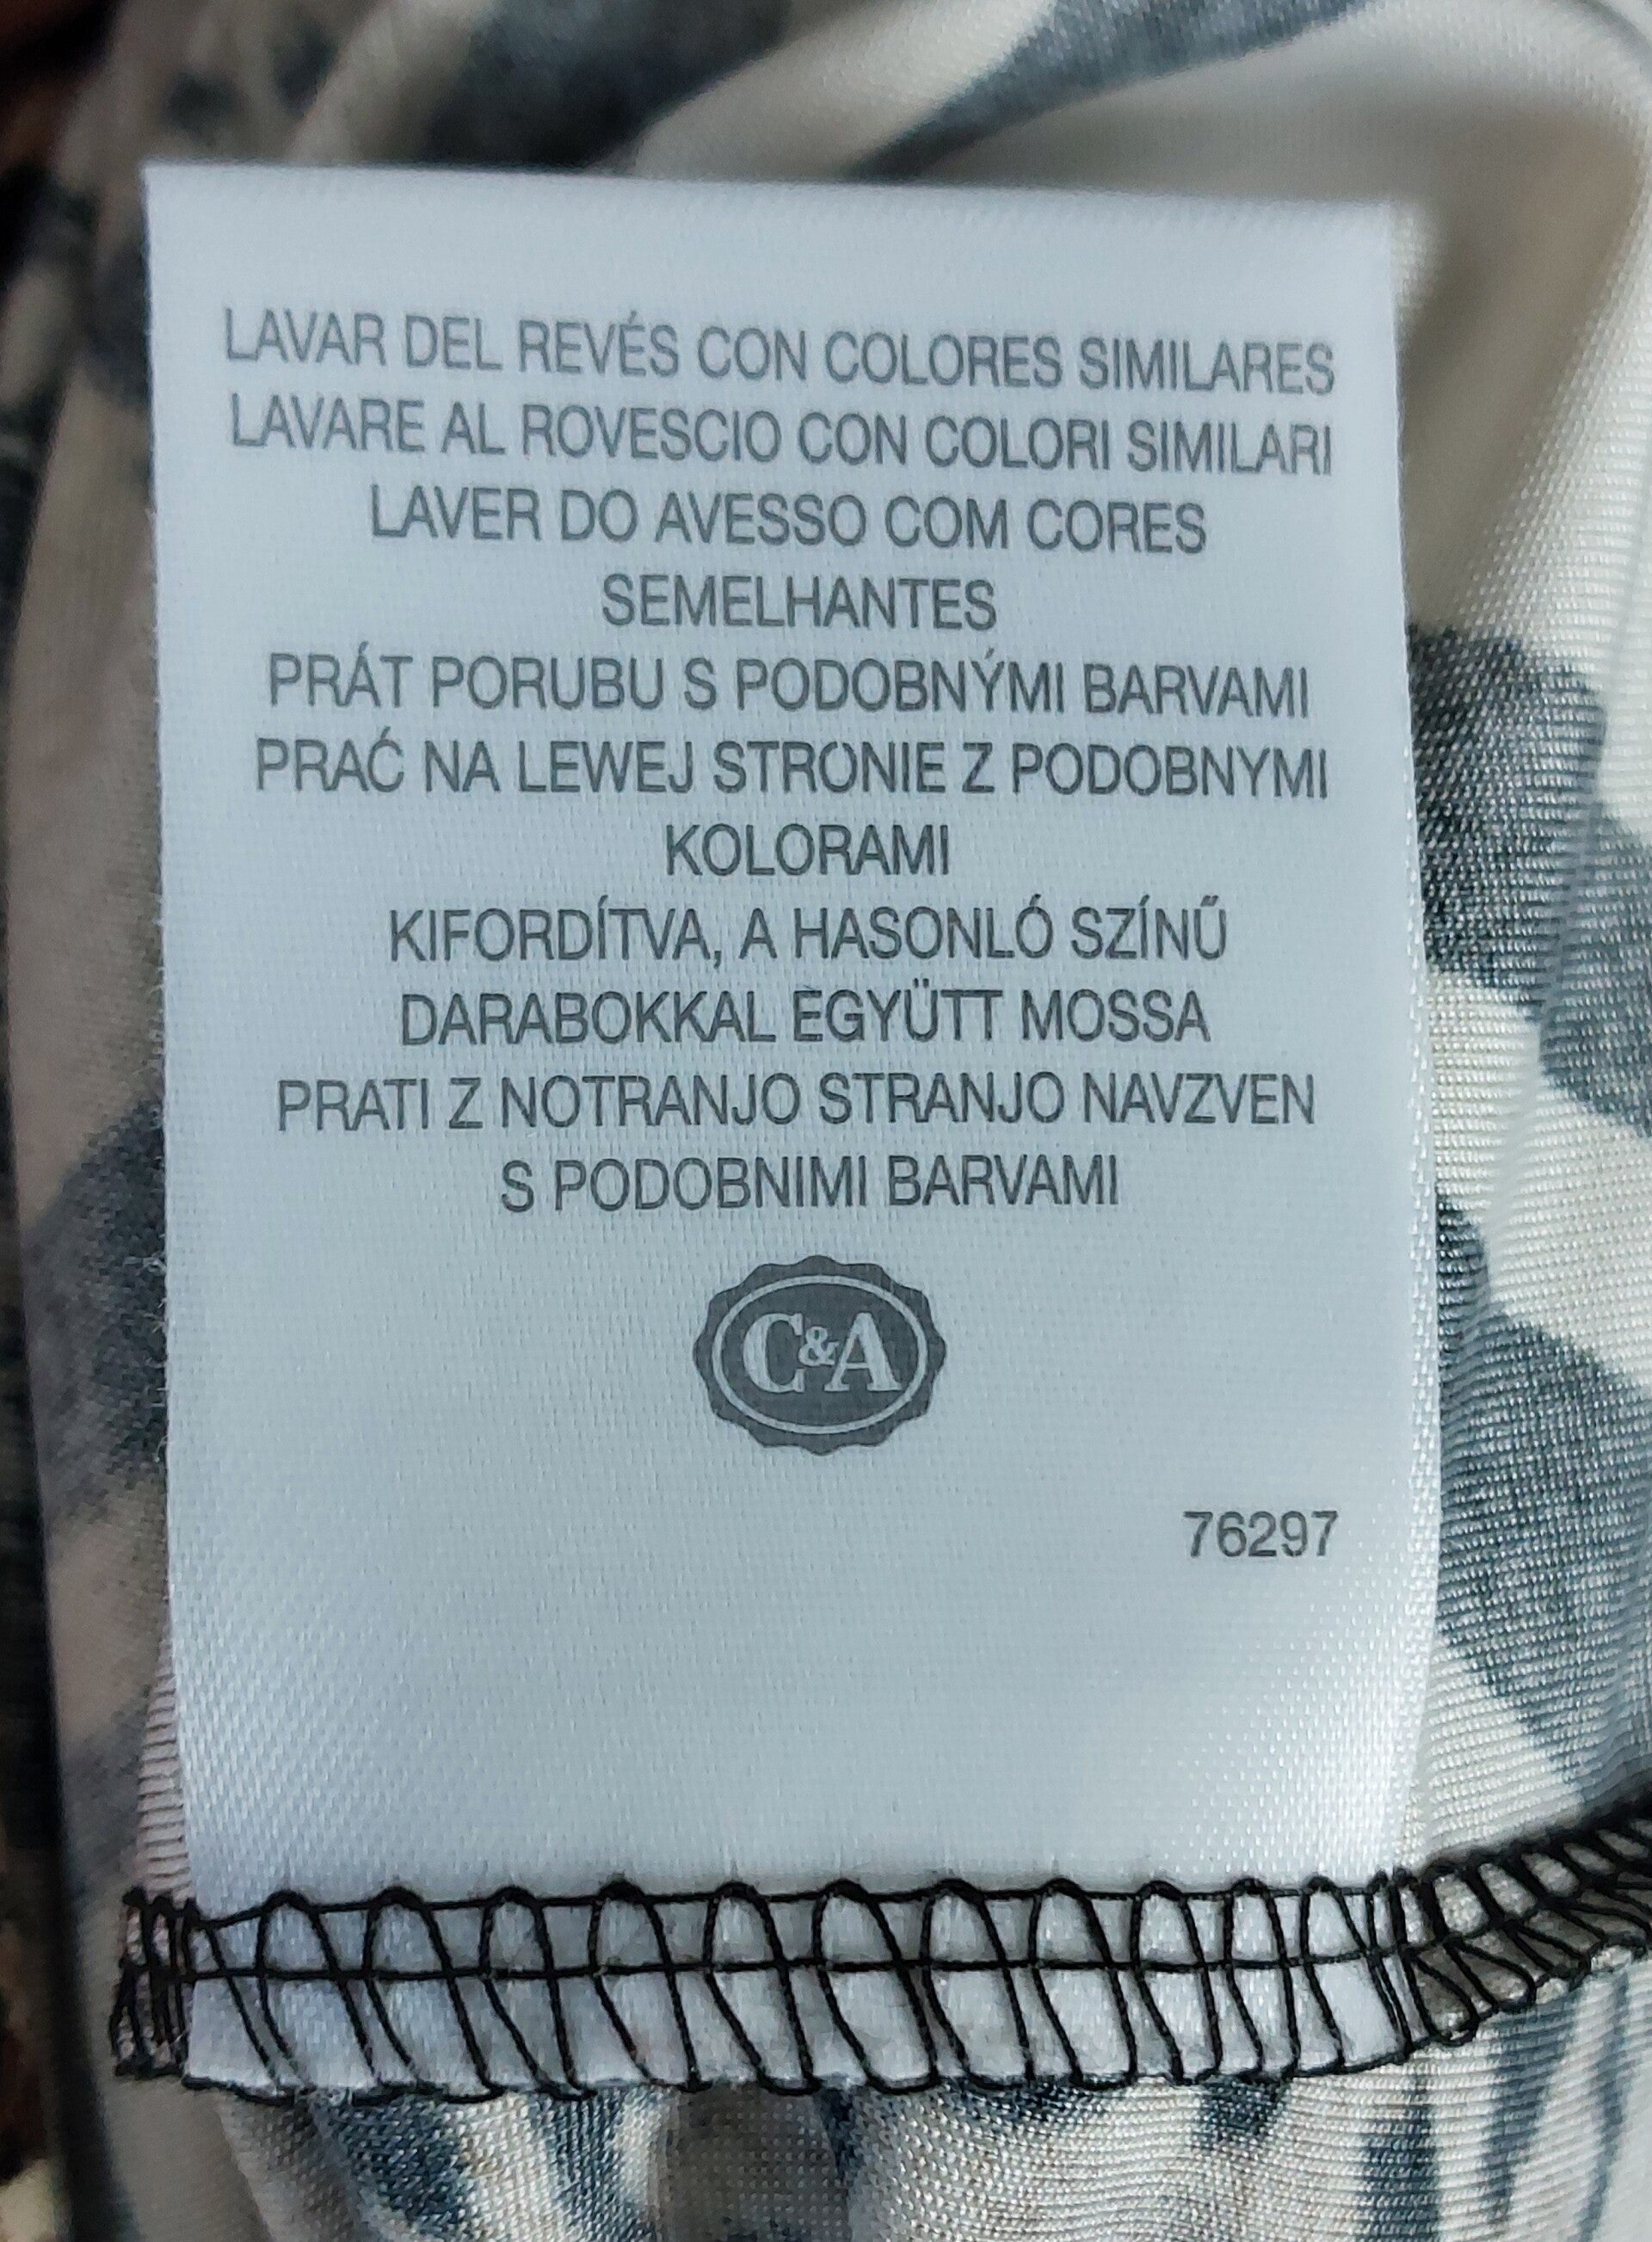 LAVAR DEL REVÉS CON COLORES SIMILARES
LAVARE AL ROVESCIO CON COLORI SIMILARI
LAVER DO AVESSO COM CORES
SEMELHANTES
PRÁT PORUBU S PODOBNÝMI BARVAMI
PRAĆ NA LEWEJ STRONIE Z PODOBNYMI
KOLORAMI
KIFORDÍTVA, A HASONLÓ SZÍNŰ
DARABOKKAL EGYÜTT MOSSA
PRATI Z NOTRANJO STRANJO NAVZVEN
S PODOBNIMI BARVAMI
C&A
76297